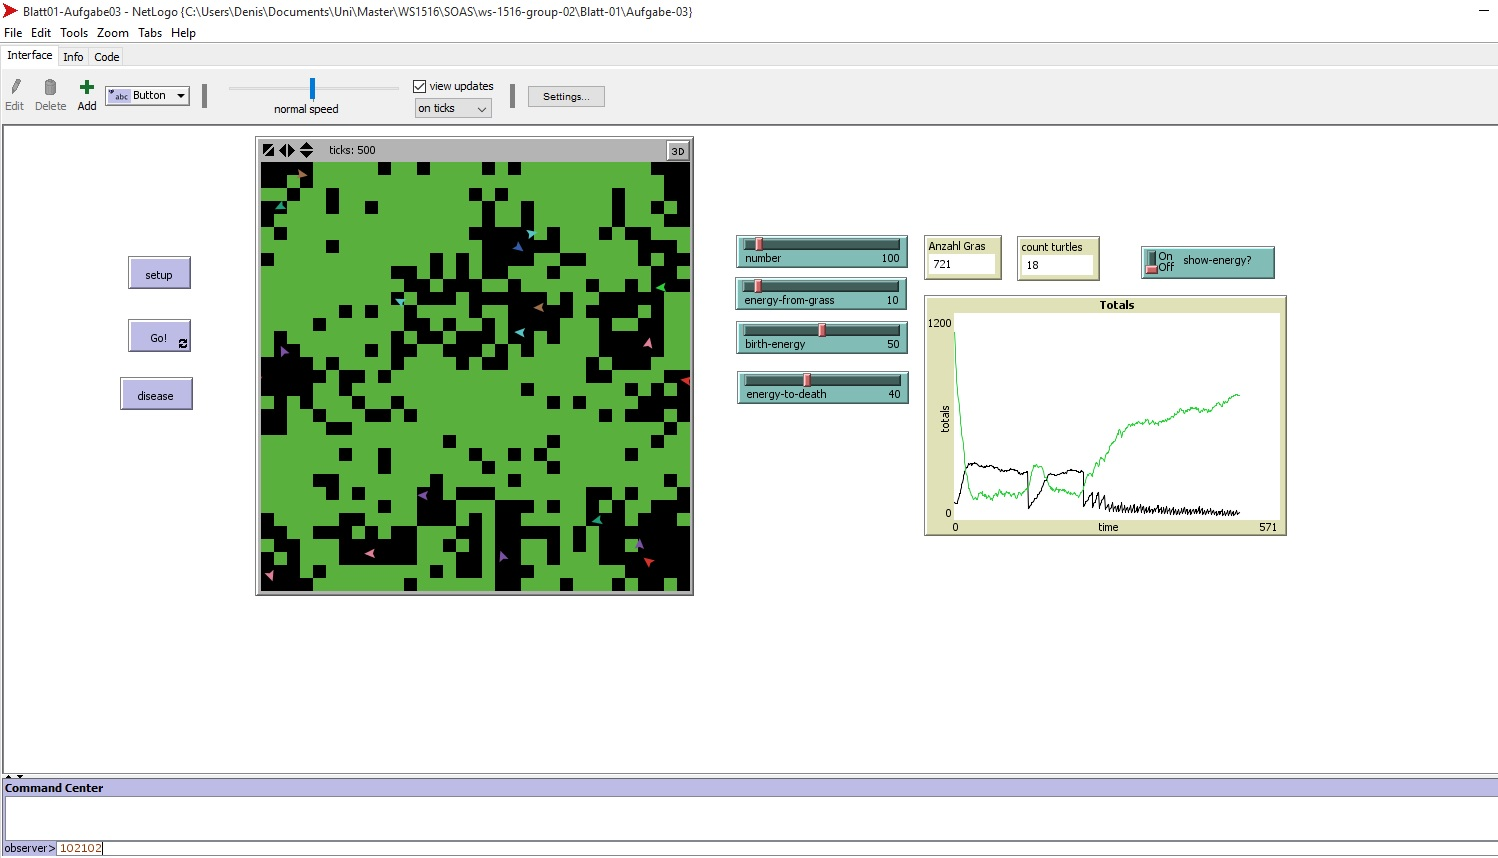 Blatt01-Aufgabe03 - NetLogo {C:\Users\Denis\Documents\Uni\Master\WS1516\SOAS\ws-1516-group-02\Blatt-01\Aufgabe-03}
File Edit Tools Zoom Tabs Help
Interface Info Code
Edit Delete Add abc Button normal speed view updates on ticks Settings...
ticks: 500 3D
setup
Go!
disease
number 100
energy-from-grass 10
birth-energy 50
energy-to-death 40
Anzahl Gras
721
count turtles
18
On
Off
show-energy?
Totals
1200
totals
0
0 time 571
Command Center
observer> 102102